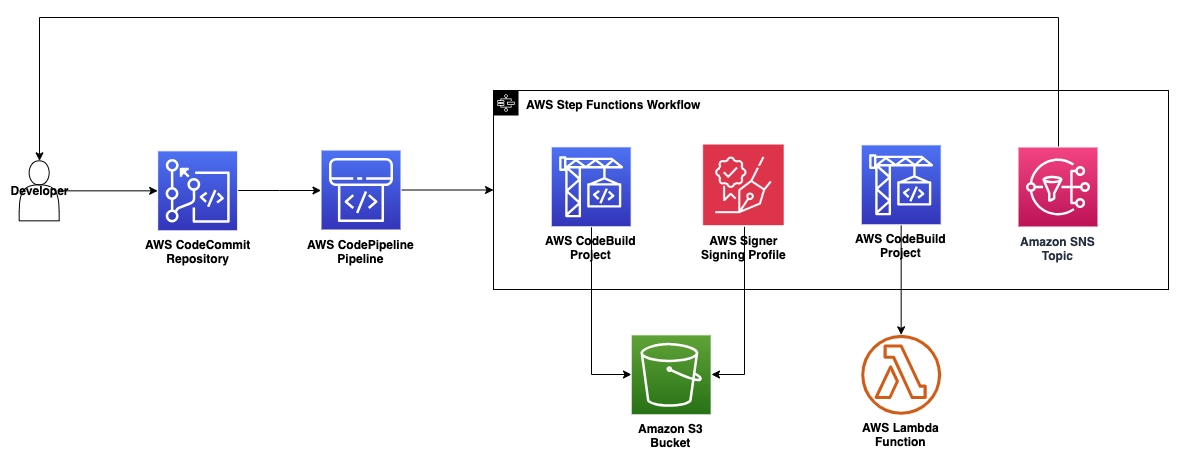 AWS Step Functions Workflow
Developer
AWS CodeCommit
Repository
AWS CodePipeline
Pipeline
AWS CodeBuild
Project
AWS Signer
Signing Profile
AWS CodeBuild
Project
Amazon SNS
Topic
Amazon S3
Bucket
AWS Lambda
Function